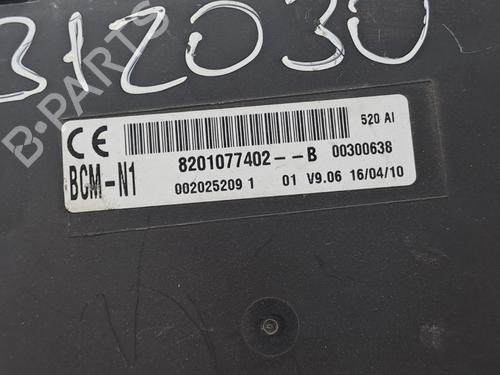 312030
B-PARTS
CE
520 AI
BCM-N1
8201077402--B 00300638
002025209 1 01 V9.06 16/04/10